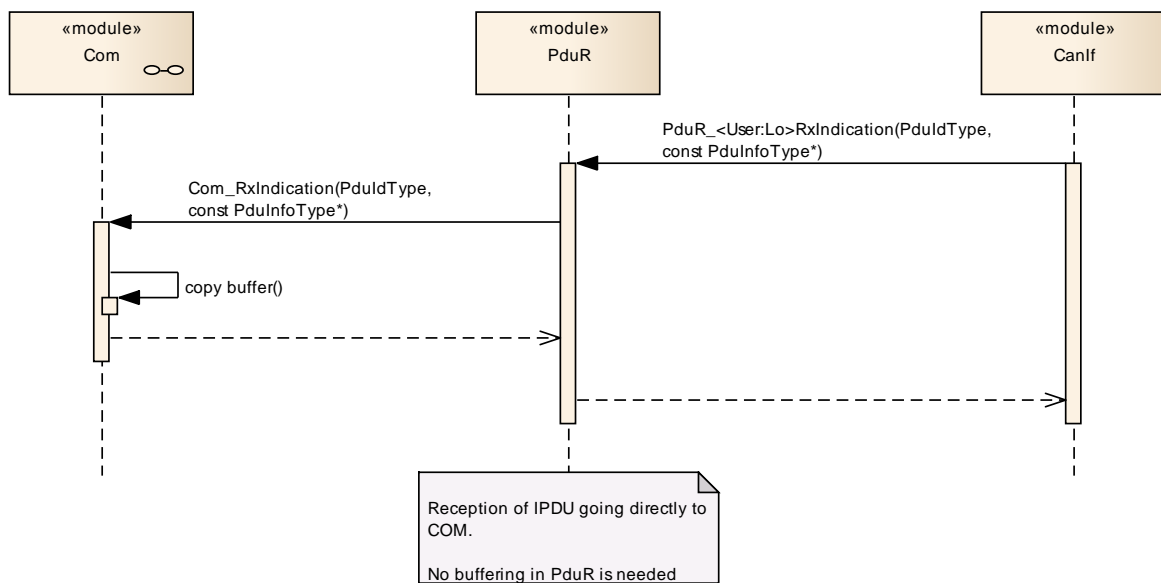 «module»
Com
«module»
PduR
«module»
CanIf
PduR_<User:Lo>RxIndication(PduIdType,
const PduInfoType*)
Com_RxIndication(PduIdType,
const PduInfoType*)
copy buffer()
Reception of IPDU going directly to
COM.
No buffering in PduR is needed